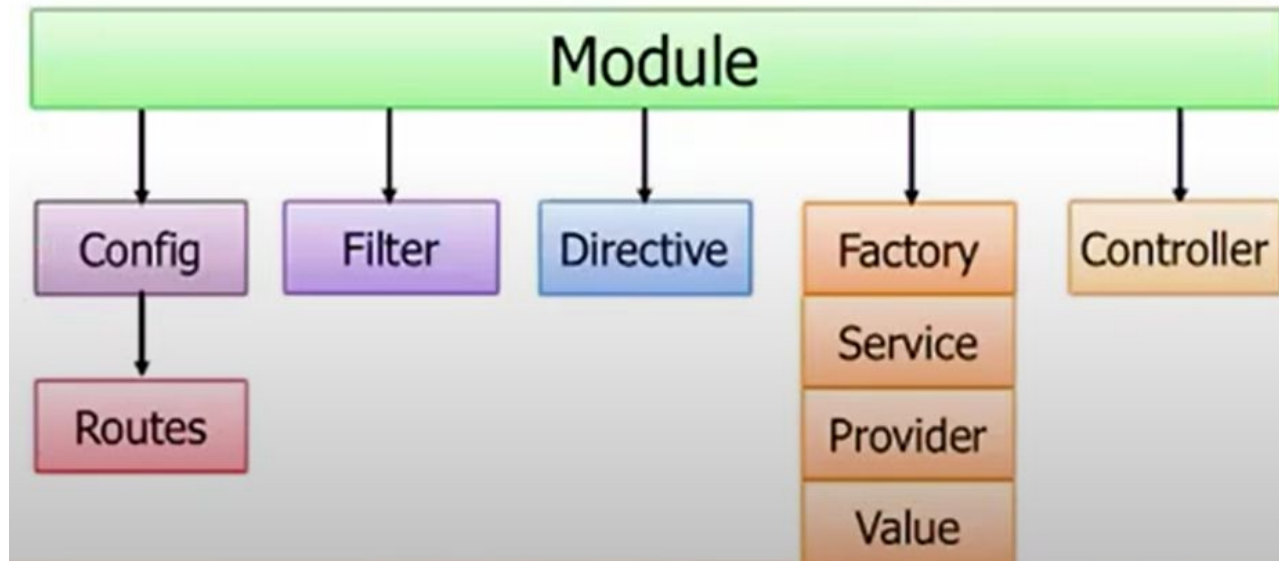 Module
Config
Filter
Directive
Factory
Controller
Service
Routes
Provider
Value